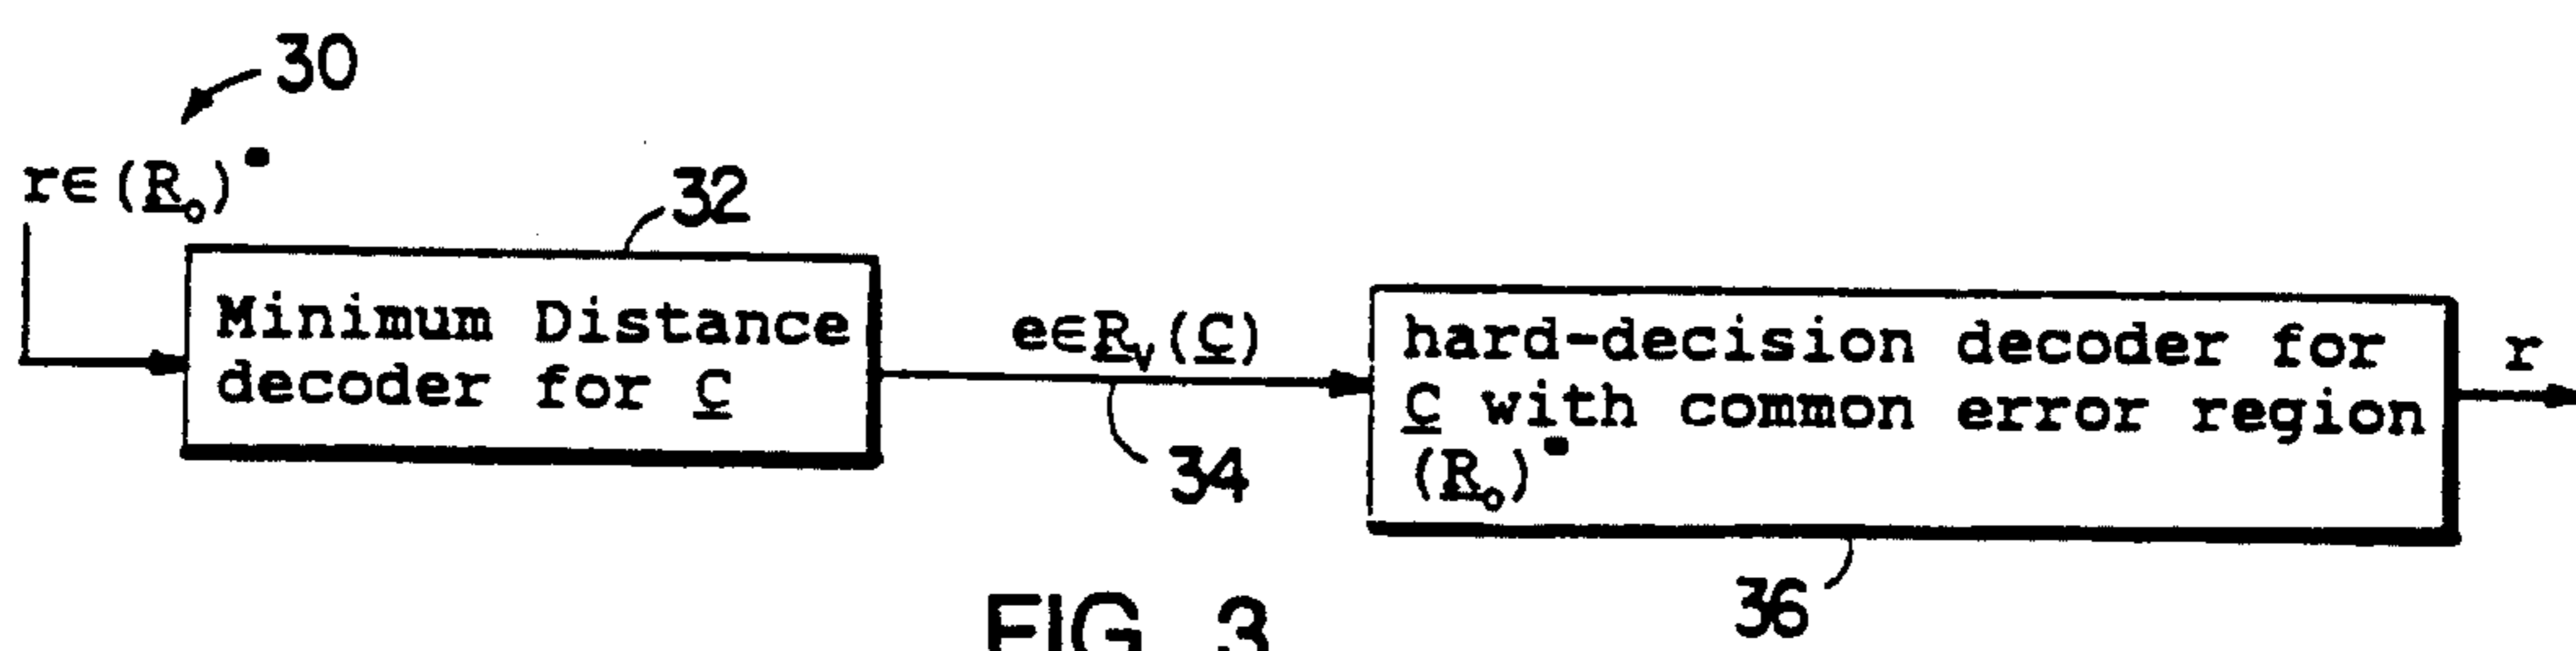 30
r∈(R₀)•
32
Minimum Distance
decoder for C
e∈Rᵥ(C)
34
hard-decision decoder for
C with common error region
(R₀)•
r
36
FIG. 3